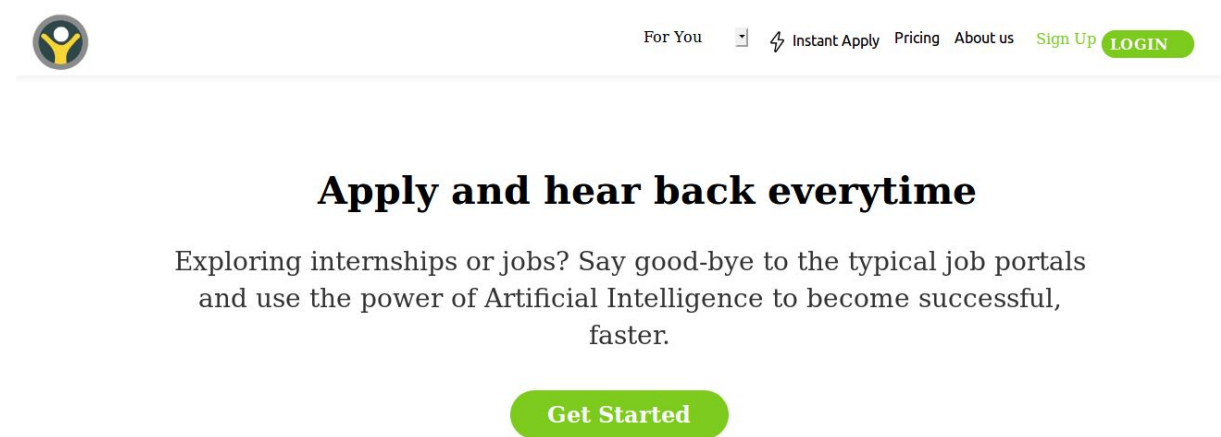 For You Instant Apply Pricing About us Sign Up LOGIN
Apply and hear back everytime
Exploring internships or jobs? Say good-bye to the typical job portals
and use the power of Artificial Intelligence to become successful,
faster.
Get Started